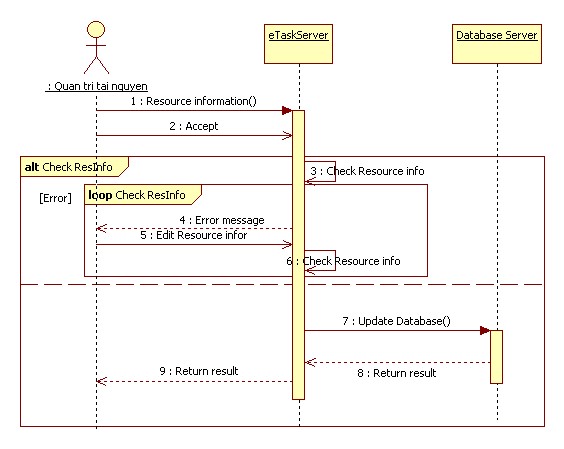 eTaskServer
Database Server
: Quan tri tai nguyen
1 : Resource information()
2 : Accept
alt Check ResInfo
3 : Check Resource info
[Error]
loop Check ResInfo
4 : Error message
5 : Edit Resource infor
6 : Check Resource info
7 : Update Database()
8 : Return result
9 : Return result